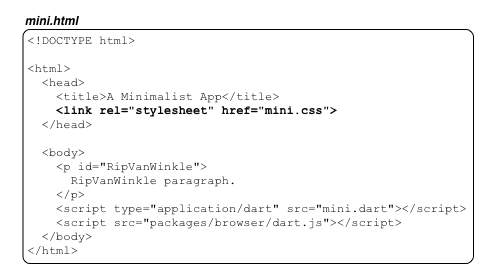 mini.html
<!DOCTYPE html>
<html>
<head>
<title>A Minimalist App</title>
<link rel="stylesheet" href="mini.css">
</head>
<body>
<p id="RipVanWinkle">
RipVanWinkle paragraph.
</p>
<script type="application/dart" src="mini.dart"></script>
<script src="packages/browser/dart.js"></script>
</body>
</html>